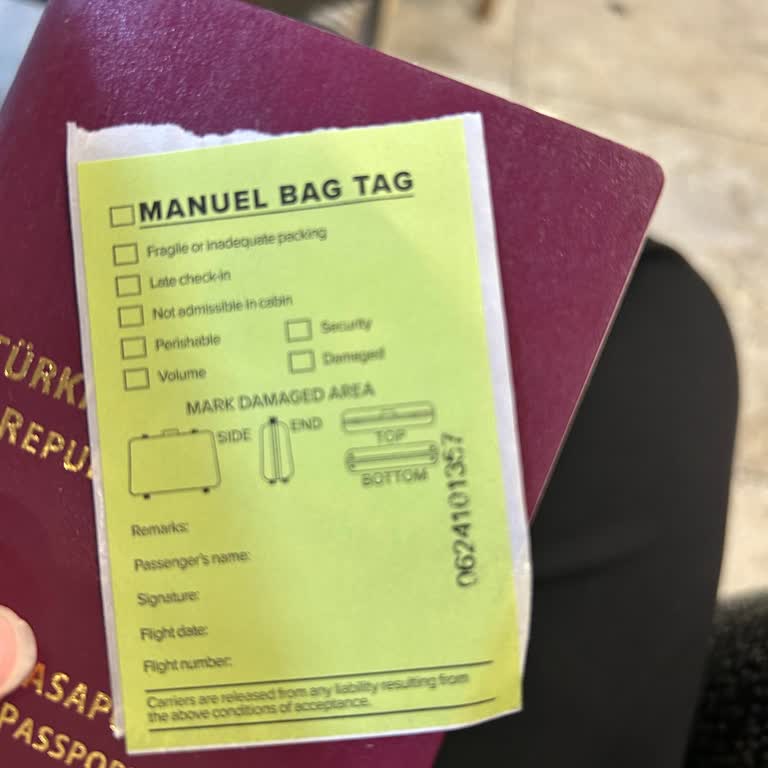 MANUEL BAG TAG
Fragile or inadequate packing
Late check-in
Not admissible in cabin
Perishable
Security
Volume
Damaged
MARK DAMAGED AREA
SIDE
END
TOP
BOTTOM
0624101357
Remarks:
Passenger's name:
Signature:
Flight date:
Flight number:
Carriers are released from any liability resulting from
the above conditions of acceptance.
TÜRKİ
REPU
ASAP
PASSPO